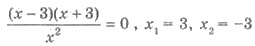 (x − 3)(x + 3) / x² = 0 , x₁ = 3, x₂ = −3